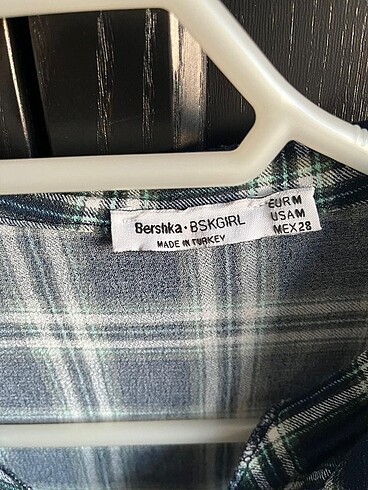 Bershka · BSKGIRL
MADE IN TURKEY
EUR M
USA M
MEX 28